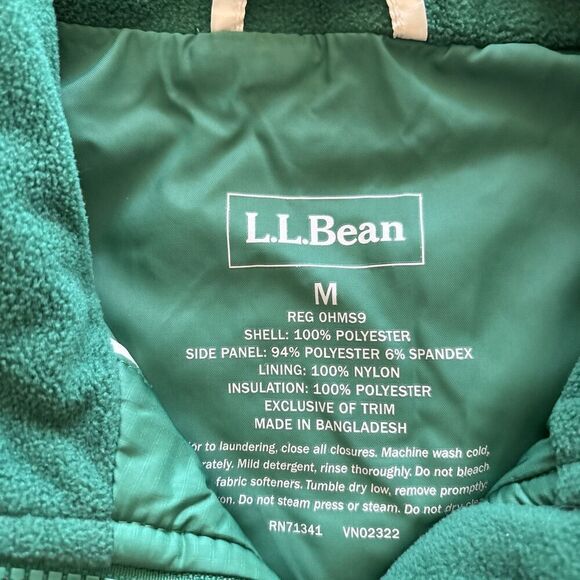 L.L.Bean
M
REG 0HMS9
SHELL: 100% POLYESTER
SIDE PANEL: 94% POLYESTER 6% SPANDEX
LINING: 100% NYLON
INSULATION: 100% POLYESTER
EXCLUSIVE OF TRIM
MADE IN BANGLADESH
to laundering, close all closures. Machine wash cold,
Mild detergent, rinse thoroughly. Do not bleach
fabric softeners. Tumble dry low, remove promptly
Do not steam press or steam. Do not dry
RN71341 VN02322